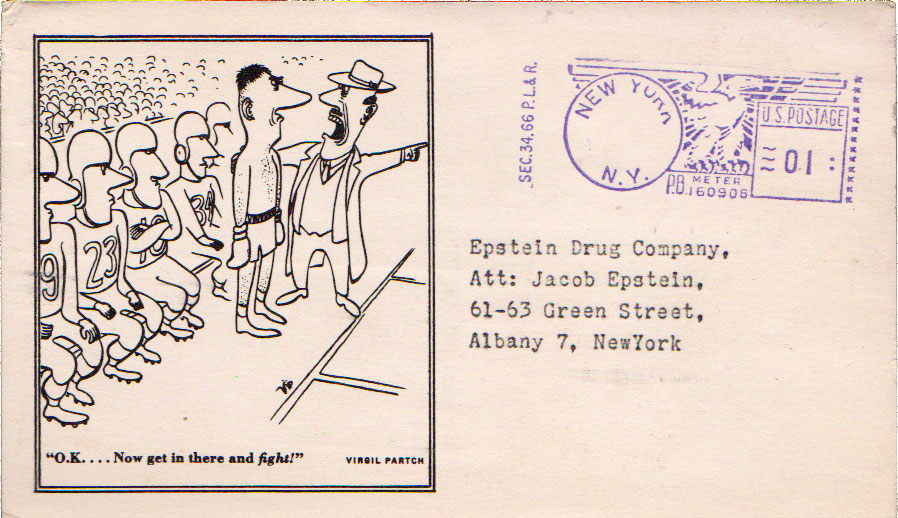 SEC.34.66 P.L.& R.
NEW YORK
N.Y.
U.S. POSTAGE
01
P.B. METER
160908
Epstein Drug Company,
Att: Jacob Epstein,
61-63 Green Street,
Albany 7, NewYork
9
23
34
"O.K. . . . Now get in there and fight!"
VIRGIL PARTCH